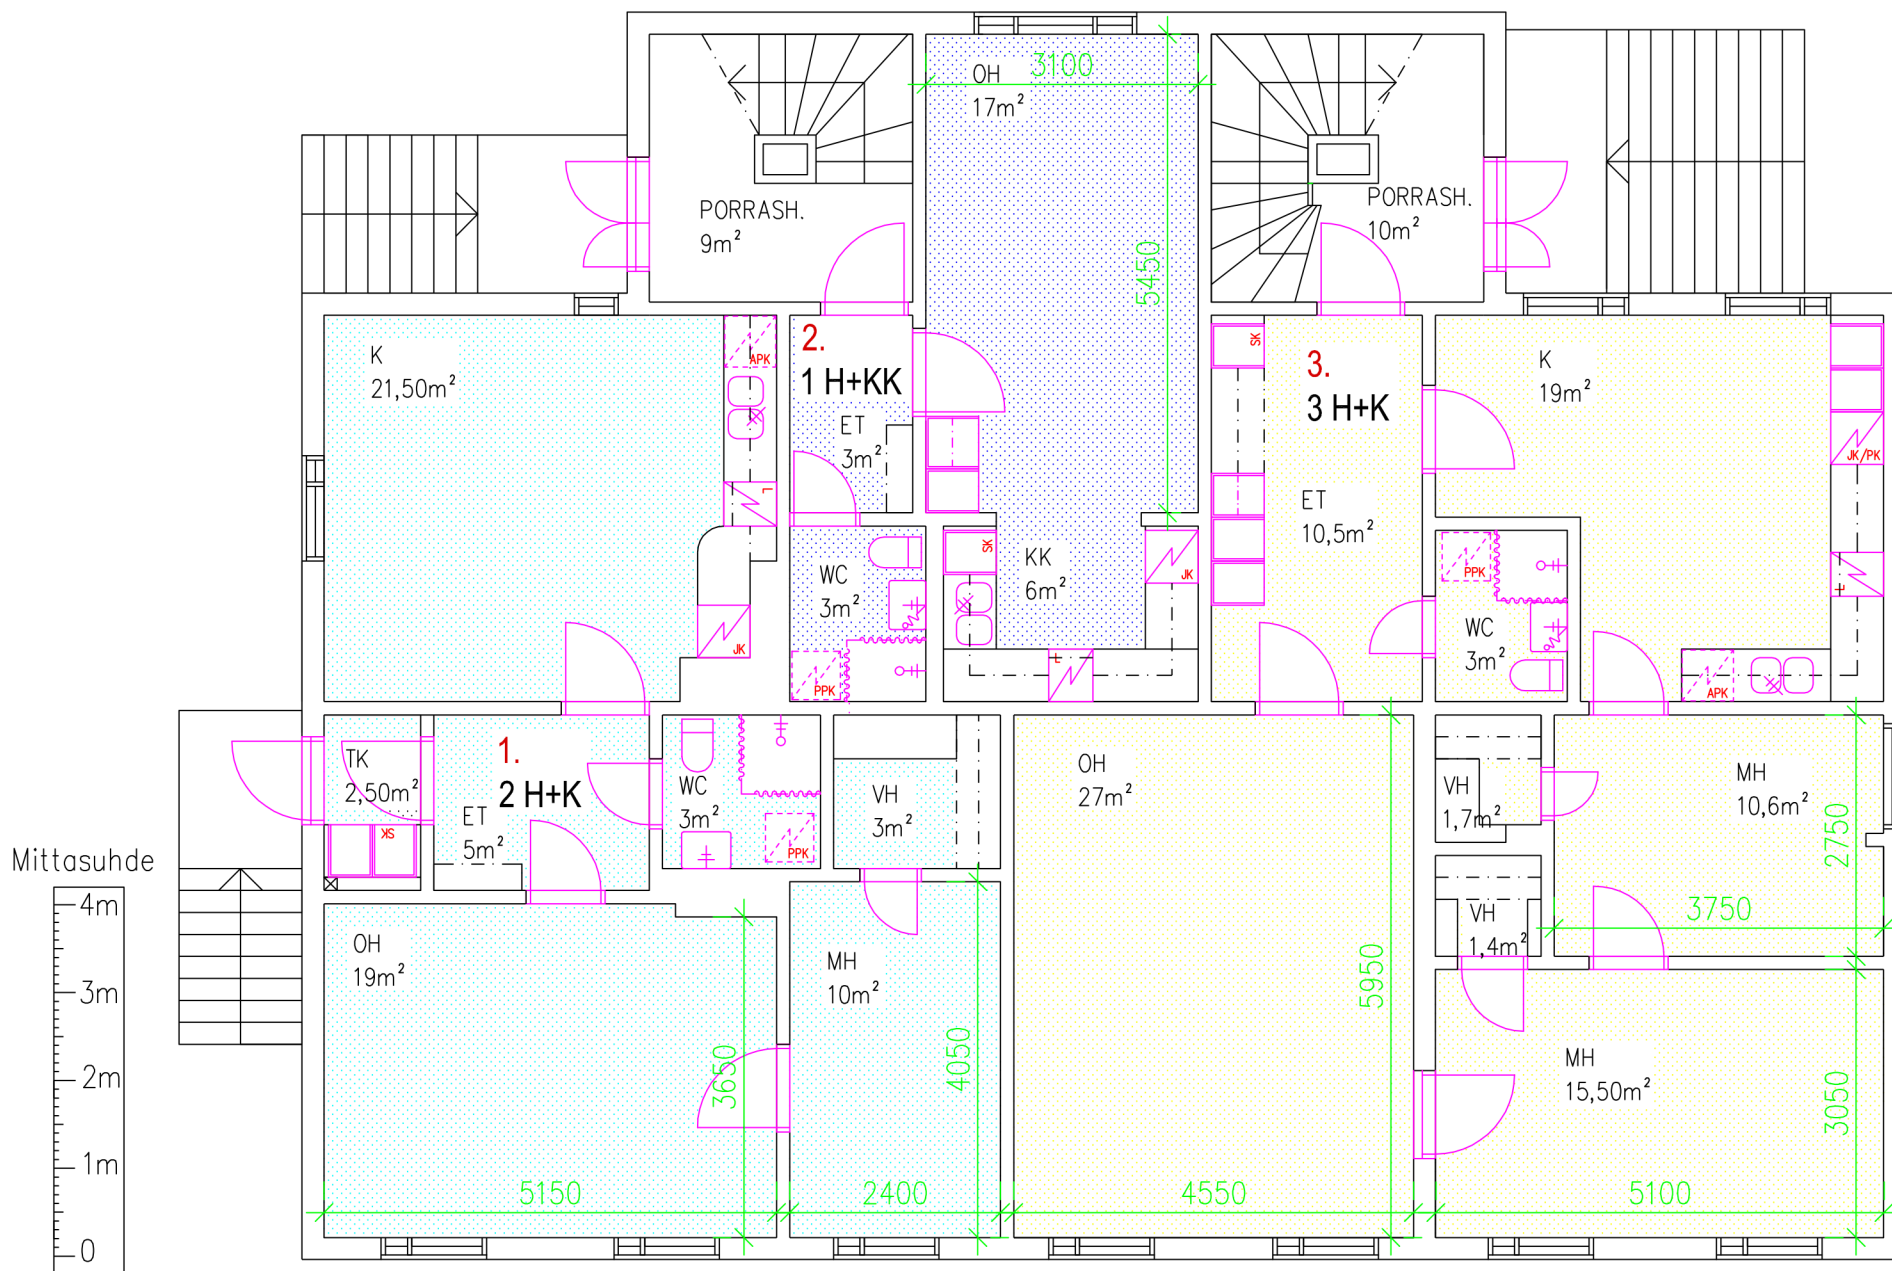 OH
17m²
3100
PORRASH.
9m²
PORRASH.
10m²
5450
K
21,50m²
APK
L
JK
2.
1 H+KK
ET
3m²
WC
3m²
PPK
SK
KK
6m²
JK
L
SK
3.
3 H+K
ET
10,5m²
K
19m²
JK/PK
L
APK
PPK
WC
3m²
TK
2,50m²
SK
1.
2 H+K
ET
5m²
WC
3m²
PPK
VH
3m²
OH
27m²
VH
1,7m²
MH
10,6m²
2750
3750
VH
1,4m²
Mittasuhde
4m
3m
2m
1m
0
OH
19m²
3650
MH
10m²
4050
5950
MH
15,50m²
3050
5150
2400
4550
5100